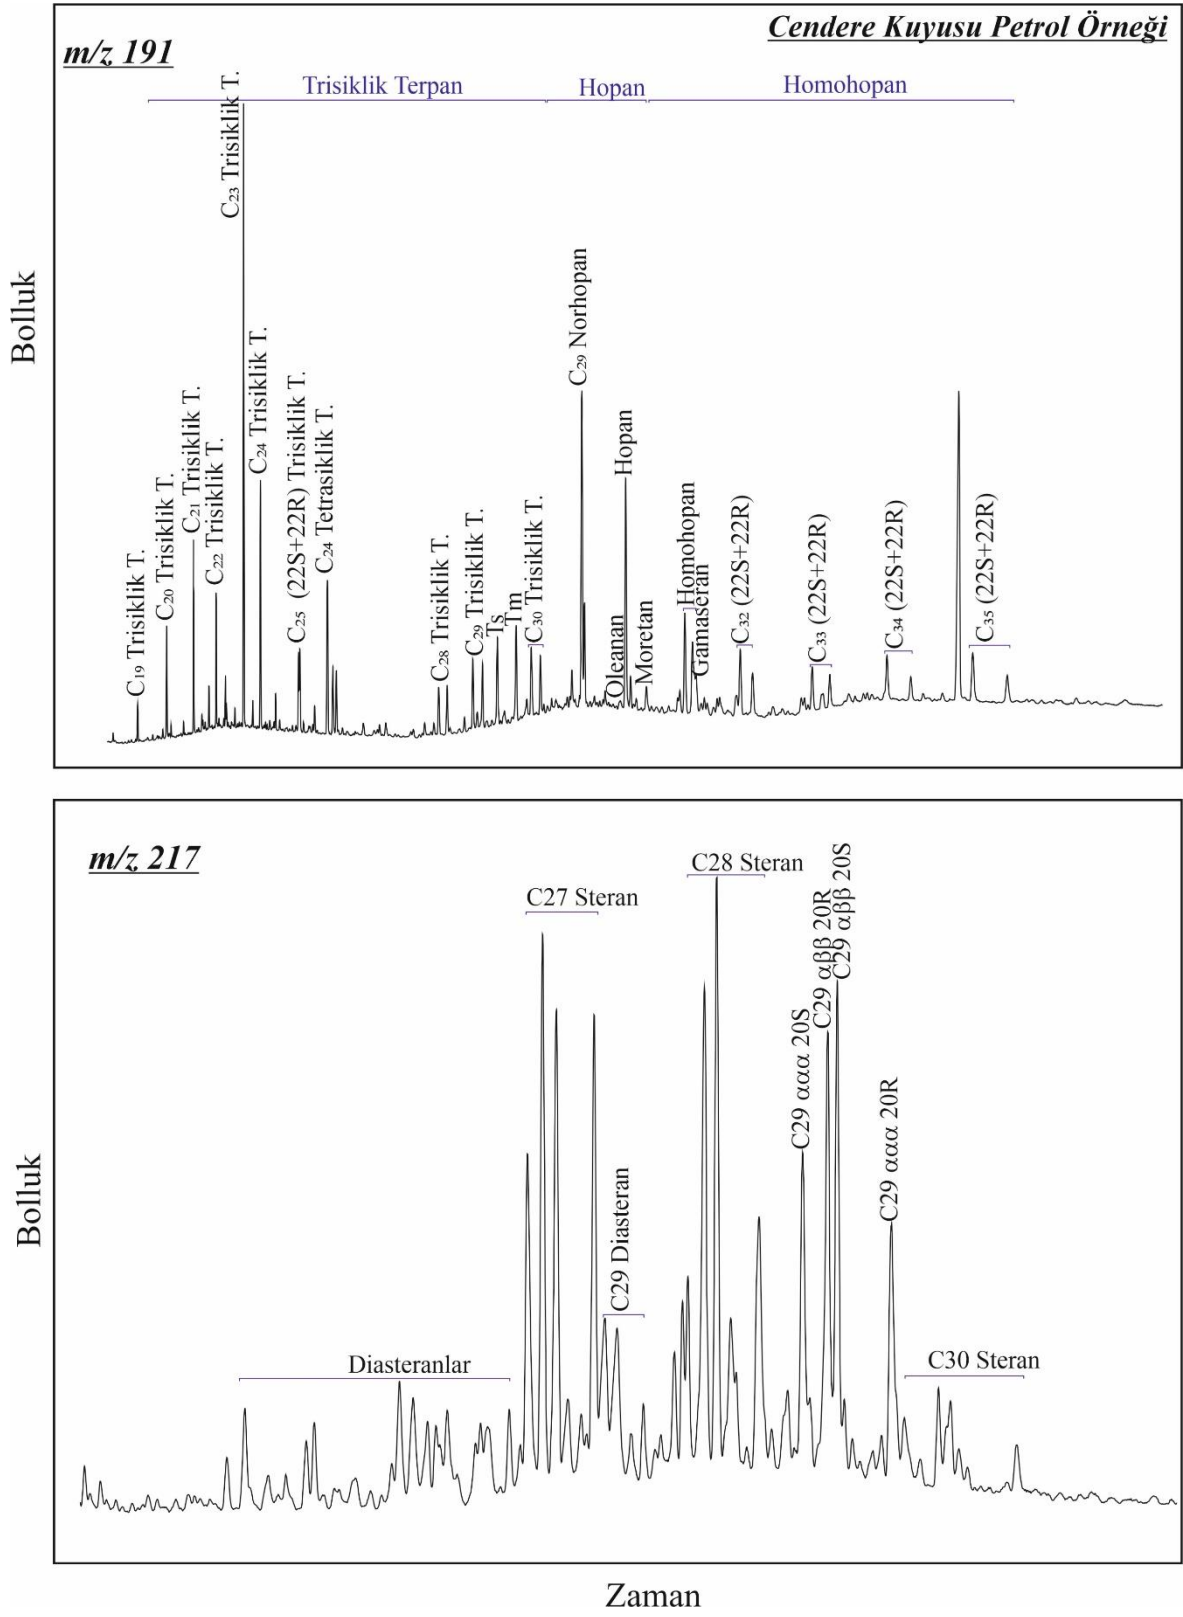 Cendere Kuyusu Petrol Örneği
m/z 191
Trisiklik Terpan
Hopan
Homohopan
Bolluk
C₁₉ Trisiklik T.
C₂₀ Trisiklik T.
C₂₁ Trisiklik T.
C₂₂ Trisiklik T.
C₂₃ Trisiklik T.
C₂₄ Trisiklik T.
C₂₅ (22S+22R) Trisiklik T.
C₂₄ Tetrasiklik T.
C₂₈ Trisiklik T.
C₂₉ Trisiklik T.
Ts
Tm
C₃₀ Trisiklik T.
C₂₉ Norhopan
Oleanan
Hopan
Moretan
Homohopan
Gamaseran
C₃₂ (22S+22R)
C₃₃ (22S+22R)
C₃₄ (22S+22R)
C₃₅ (22S+22R)
m/z 217
Bolluk
Diasteranlar
C27 Steran
C29 Diasteran
C28 Steran
C29 ααα 20S
C29 αββ 20R
C29 αββ 20S
C29 ααα 20R
C30 Steran
Zaman